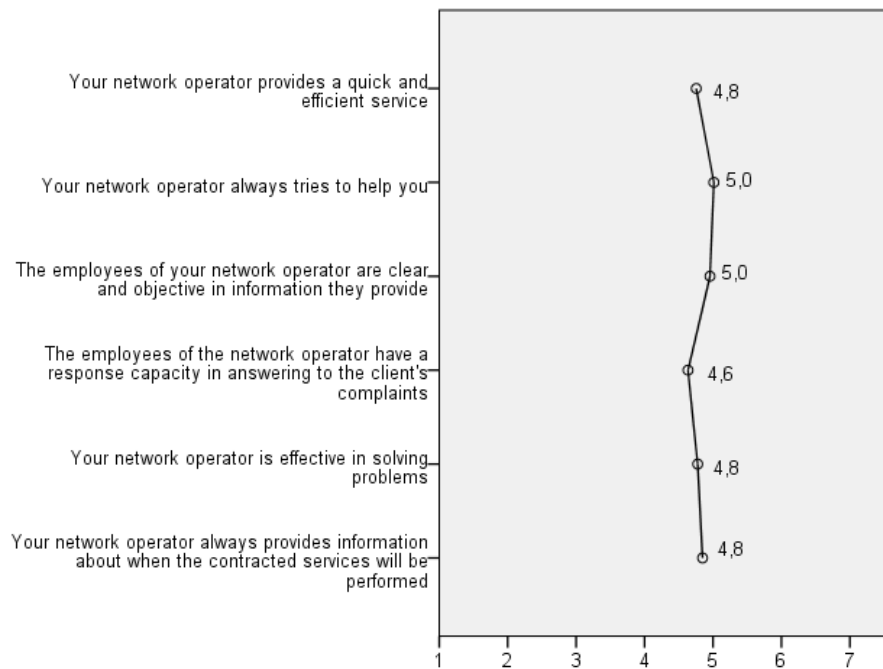 Your network operator provides a quick and
efficient service
4,8
Your network operator always tries to help you
5,0
The employees of your network operator are clear
and objective in information they provide
5,0
The employees of the network operator have a
response capacity in answering to the client's
complaints
4,6
Your network operator is effective in solving
problems
4,8
Your network operator always provides information
about when the contracted services will be
performed
4,8
1 2 3 4 5 6 7